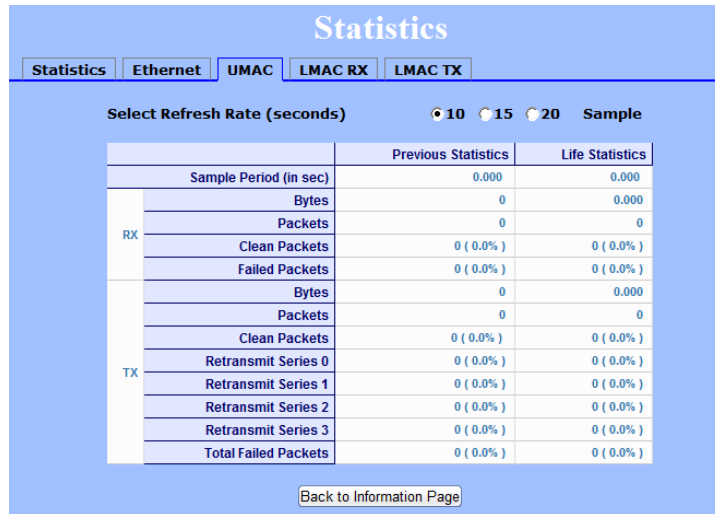 Statistics
Statistics Ethernet UMAC LMAC RX LMAC TX
Select Refresh Rate (seconds) 10 15 20 Sample
Previous Statistics Life Statistics
Sample Period (in sec) 0.000 0.000
RX
Bytes 0 0.000
Packets 0 0
Clean Packets 0 ( 0.0% ) 0 ( 0.0% )
Failed Packets 0 ( 0.0% ) 0 ( 0.0% )
TX
Bytes 0 0.000
Packets 0 0
Clean Packets 0 ( 0.0% ) 0 ( 0.0% )
Retransmit Series 0 0 ( 0.0% ) 0 ( 0.0% )
Retransmit Series 1 0 ( 0.0% ) 0 ( 0.0% )
Retransmit Series 2 0 ( 0.0% ) 0 ( 0.0% )
Retransmit Series 3 0 ( 0.0% ) 0 ( 0.0% )
Total Failed Packets 0 ( 0.0% ) 0 ( 0.0% )
Back to Information Page